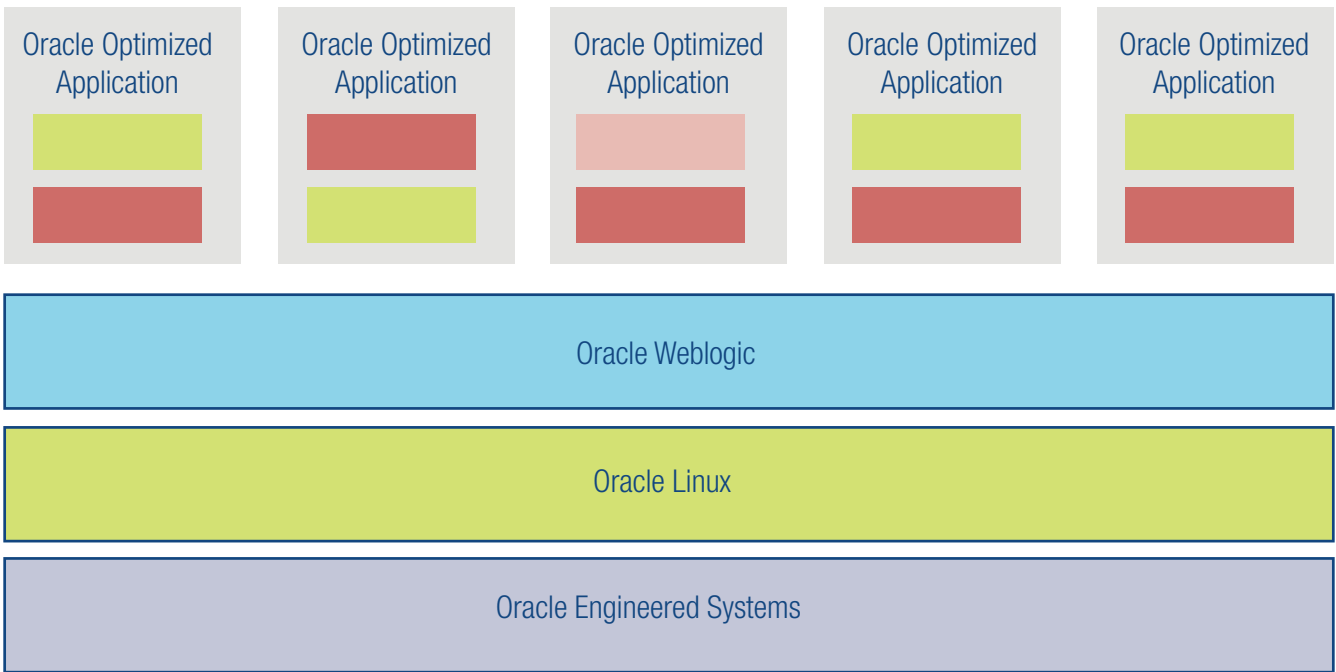 Oracle Optimized
Application
Oracle Optimized
Application
Oracle Optimized
Application
Oracle Optimized
Application
Oracle Optimized
Application
Oracle Weblogic
Oracle Linux
Oracle Engineered Systems